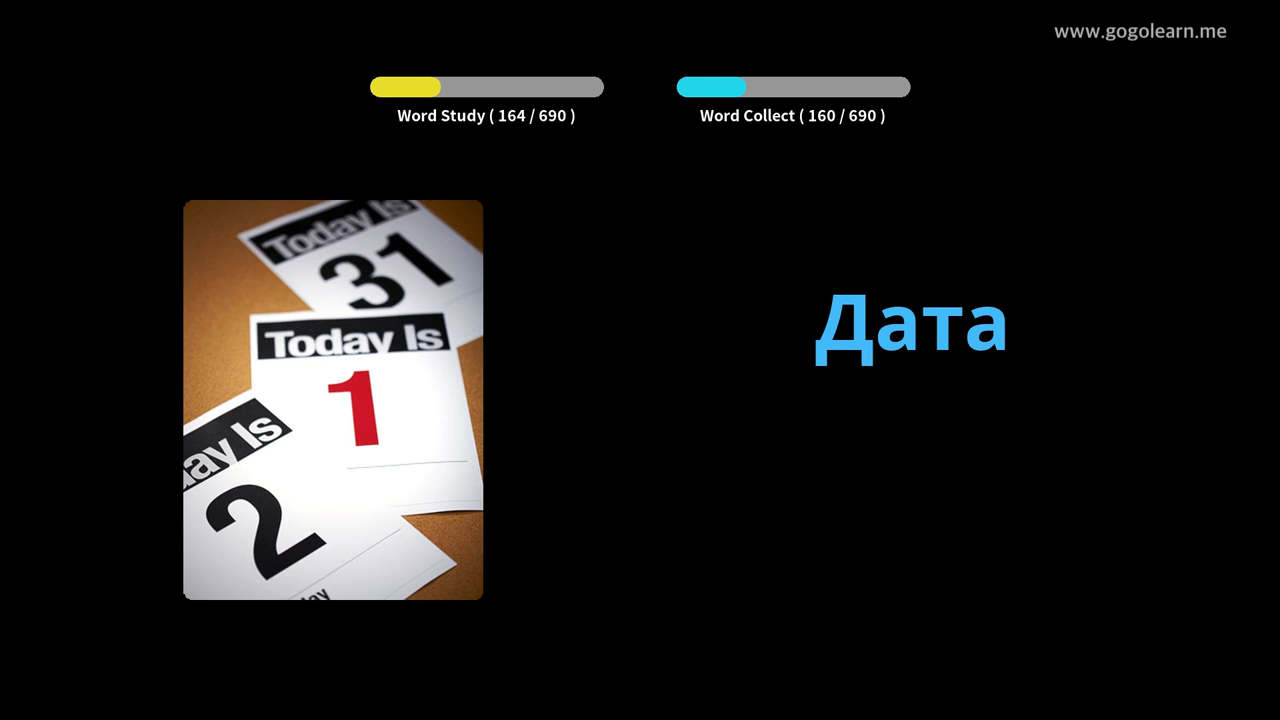 www.gogolearn.me
Word Study ( 164 / 690 )
Word Collect ( 160 / 690 )
Today Is
31
Today Is
1
day Is
2
Дата